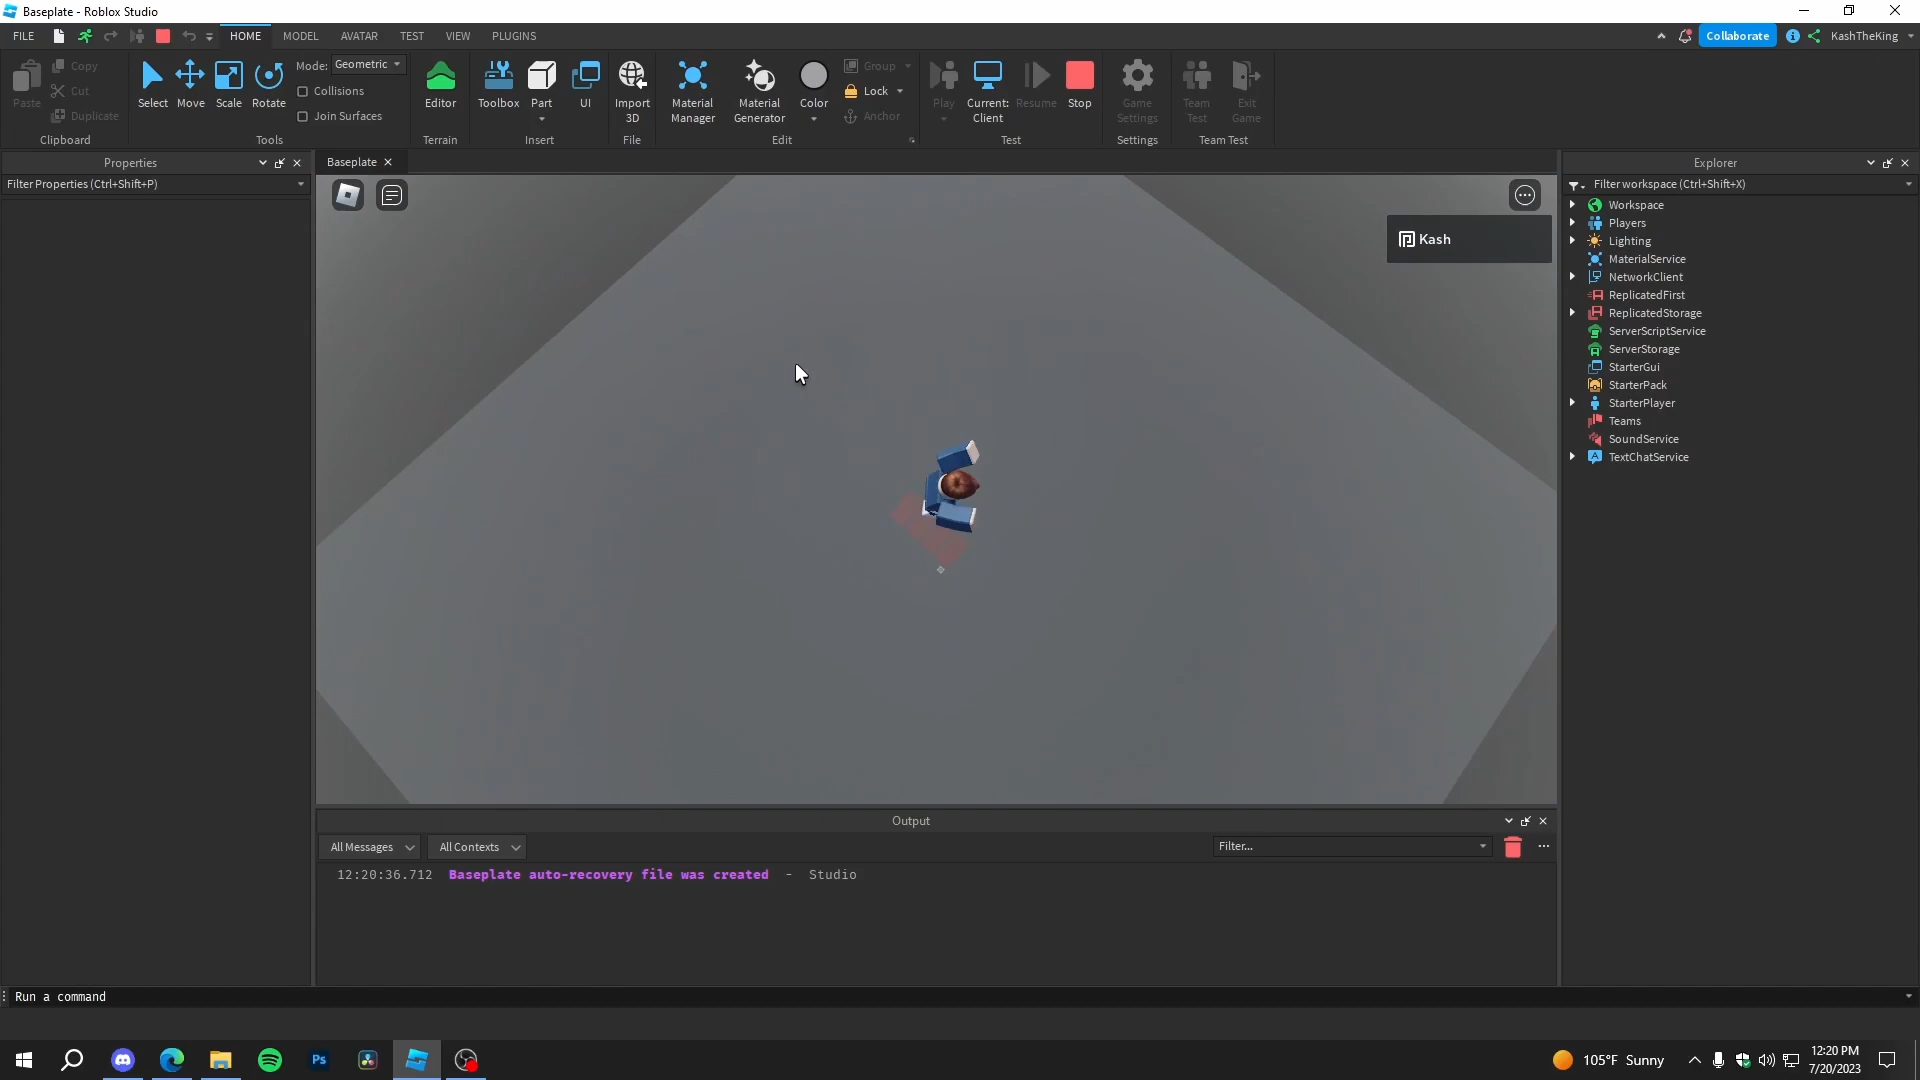 Baseplate - Roblox Studio
FILE
HOME
MODEL
AVATAR
TEST
VIEW
PLUGINS
Collaborate
KashTheKing
Paste
Copy
Cut
Duplicate
Clipboard
Select
Move
Scale
Rotate
Mode:
Geometric
Collisions
Join Surfaces
Tools
Editor
Terrain
Toolbox
Part
UI
Insert
Import
3D
File
Material
Manager
Material
Generator
Color
Group
Lock
Anchor
Edit
Play
Current:
Client
Resume
Stop
Test
Game
Settings
Settings
Team
Test
Exit
Game
Team Test
Properties
Filter Properties (Ctrl+Shift+P)
Baseplate
Kash
Explorer
Filter workspace (Ctrl+Shift+X)
Workspace
Players
Lighting
MaterialService
NetworkClient
ReplicatedFirst
ReplicatedStorage
ServerScriptService
ServerStorage
StarterGui
StarterPack
StarterPlayer
Teams
SoundService
TextChatService
Output
All Messages
All Contexts
Filter...
12:20:36.712 Baseplate auto-recovery file was created - Studio
Run a command
Ps
105°F Sunny
12:20 PM
7/20/2023